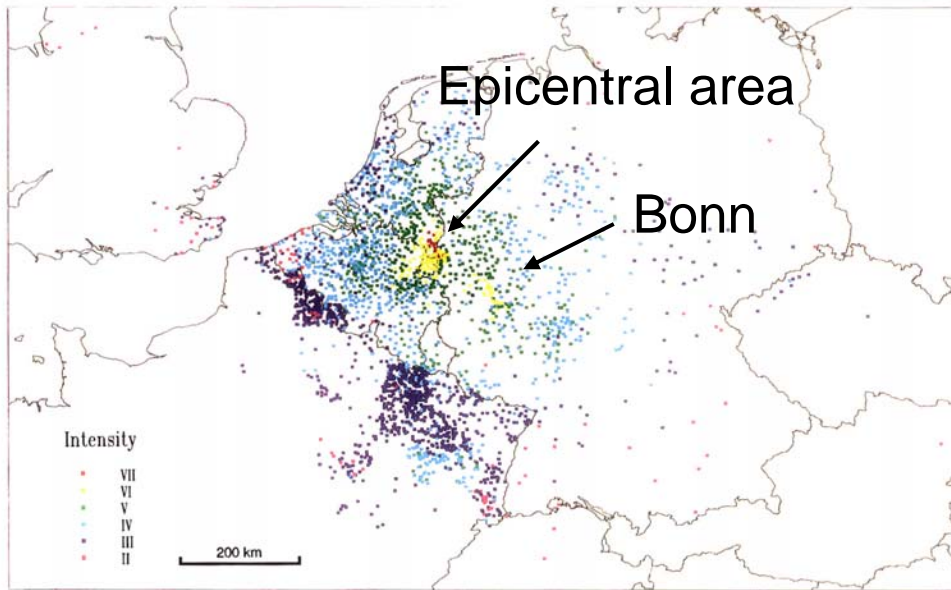 Epicentral area
Bonn
Intensity
VII
VI
V
IV
III
II
200 km